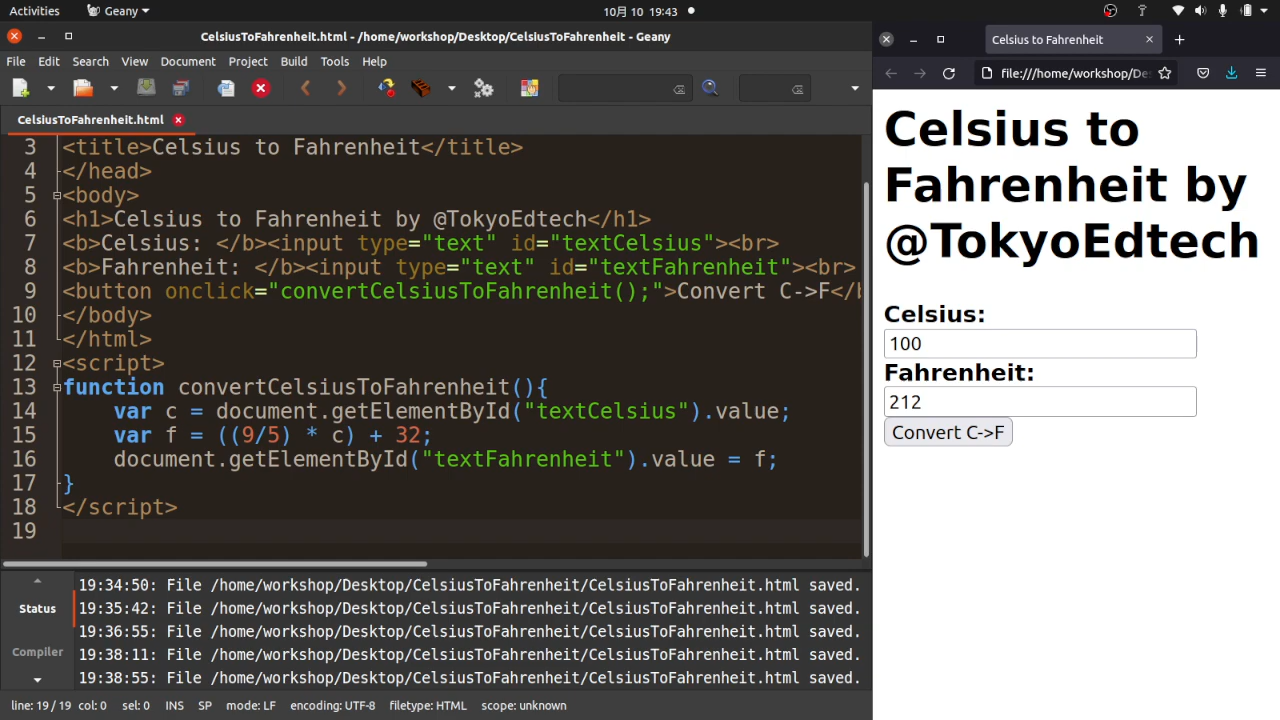 Activities
Geany
10月 10 19:43
CelsiusToFahrenheit.html - /home/workshop/Desktop/CelsiusToFahrenheit - Geany
File Edit Search View Document Project Build Tools Help
CelsiusToFahrenheit.html
3 <title>Celsius to Fahrenheit</title>
4 </head>
5 <body>
6 <h1>Celsius to Fahrenheit by @TokyoEdtech</h1>
7 <b>Celsius: </b><input type="text" id="textCelsius"><br>
8 <b>Fahrenheit: </b><input type="text" id="textFahrenheit"><br>
9 <button onclick="convertCelsiusToFahrenheit();">Convert C->F</b
10 </body>
11 </html>
12 <script>
13 function convertCelsiusToFahrenheit(){
14 var c = document.getElementById("textCelsius").value;
15 var f = ((9/5) * c) + 32;
16 document.getElementById("textFahrenheit").value = f;
17 }
18 </script>
19
Status
Compiler
19:34:50: File /home/workshop/Desktop/CelsiusToFahrenheit/CelsiusToFahrenheit.html saved.
19:35:42: File /home/workshop/Desktop/CelsiusToFahrenheit/CelsiusToFahrenheit.html saved.
19:36:55: File /home/workshop/Desktop/CelsiusToFahrenheit/CelsiusToFahrenheit.html saved.
19:38:11: File /home/workshop/Desktop/CelsiusToFahrenheit/CelsiusToFahrenheit.html saved.
19:38:55: File /home/workshop/Desktop/CelsiusToFahrenheit/CelsiusToFahrenheit.html saved.
line: 19 / 19 col: 0 sel: 0 INS SP mode: LF encoding: UTF-8 filetype: HTML scope: unknown
Celsius to Fahrenheit
file:///home/workshop/De
Celsius to
Fahrenheit by
@TokyoEdtech
Celsius:
100
Fahrenheit:
212
Convert C->F